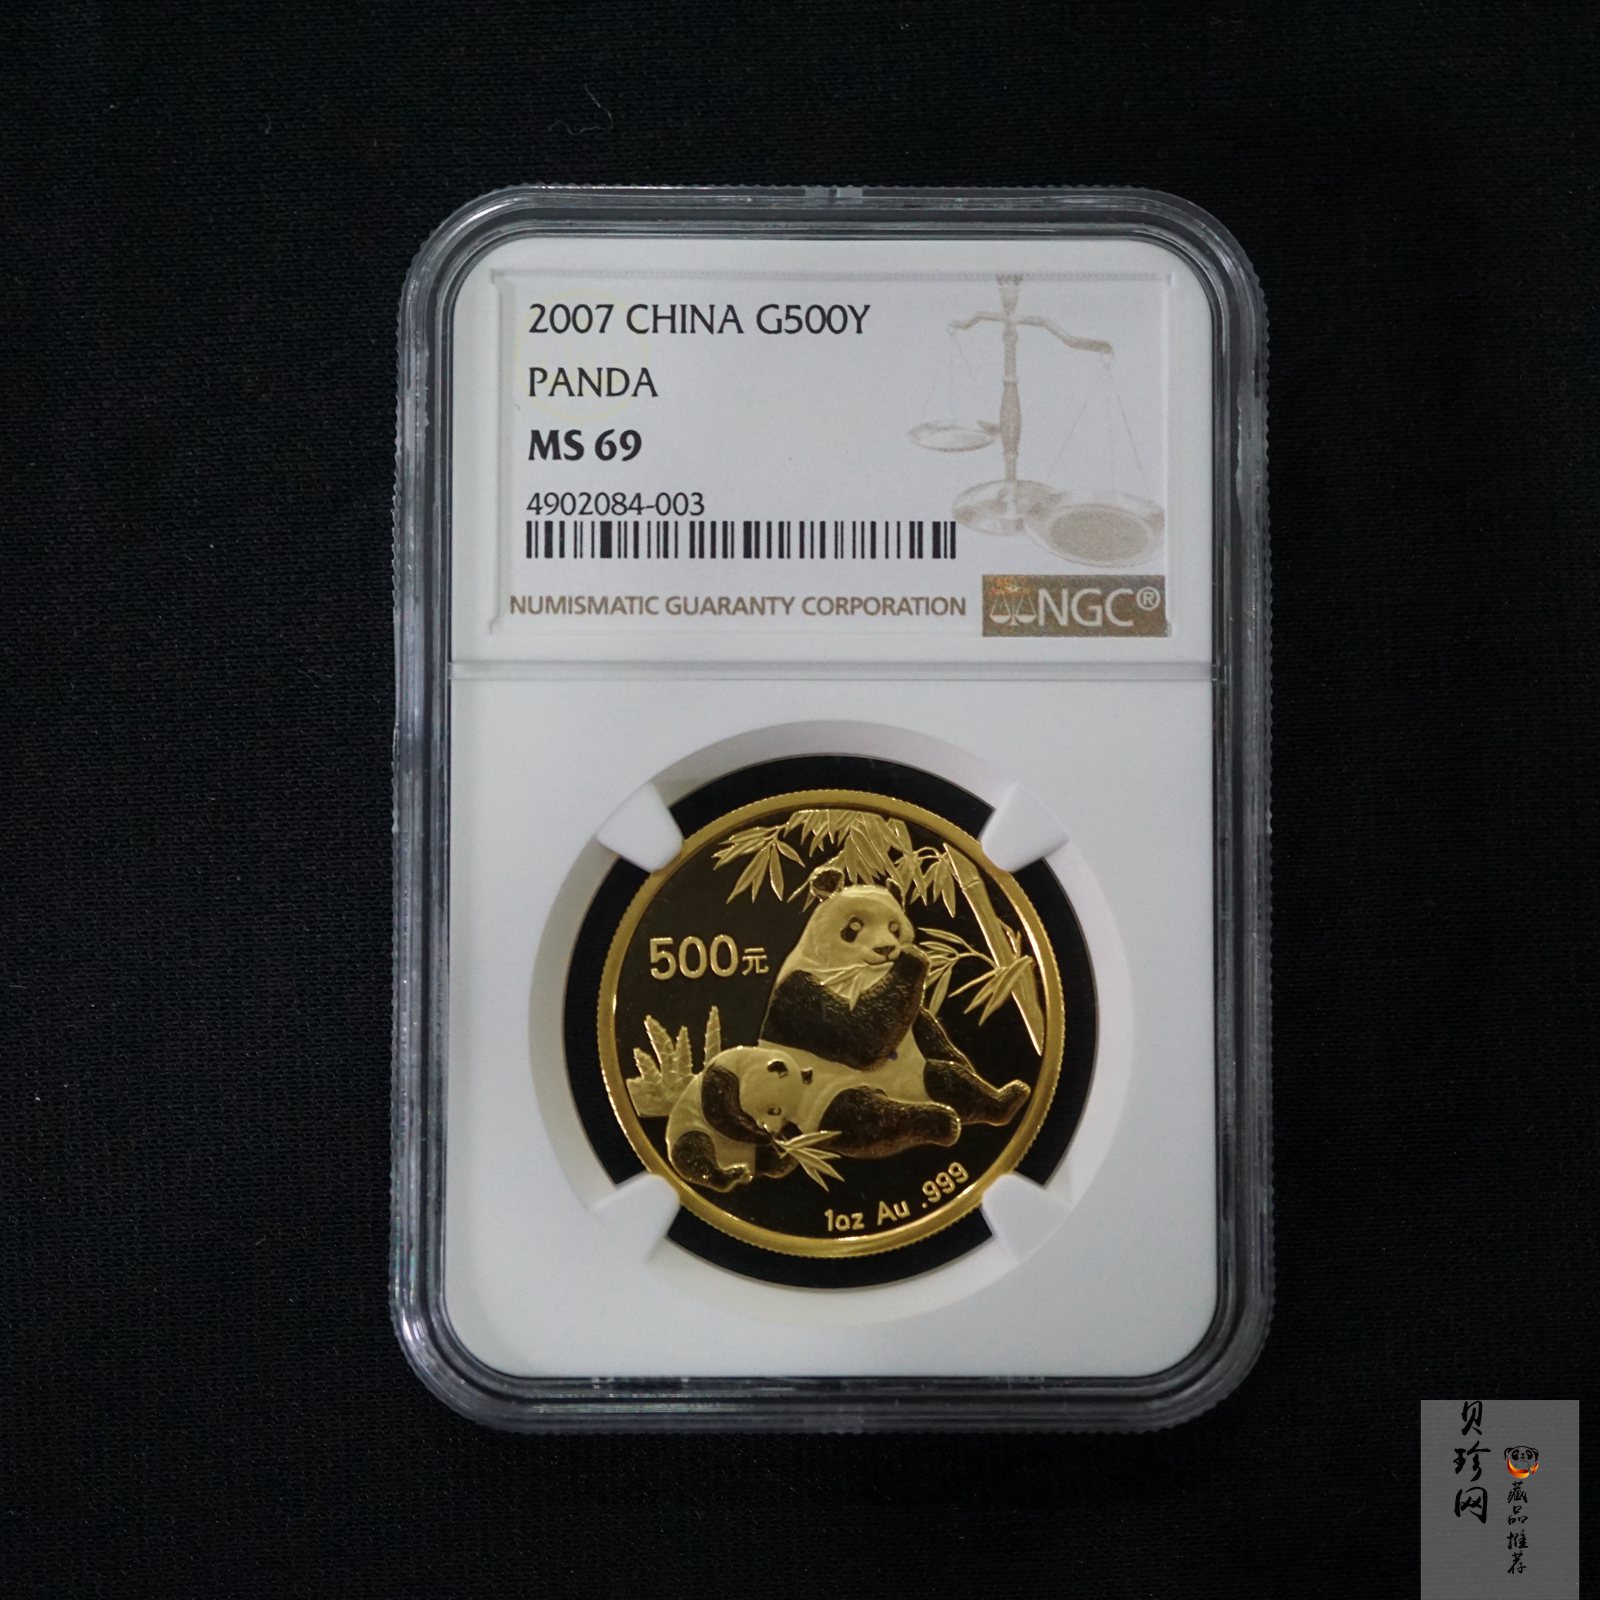 2007 CHINA G500Y
PANDA
MS 69
4902084-003
NUMISMATIC GUARANTY CORPORATION
NGC®
500元
1oz Au .999
贝珍网
藏品推荐